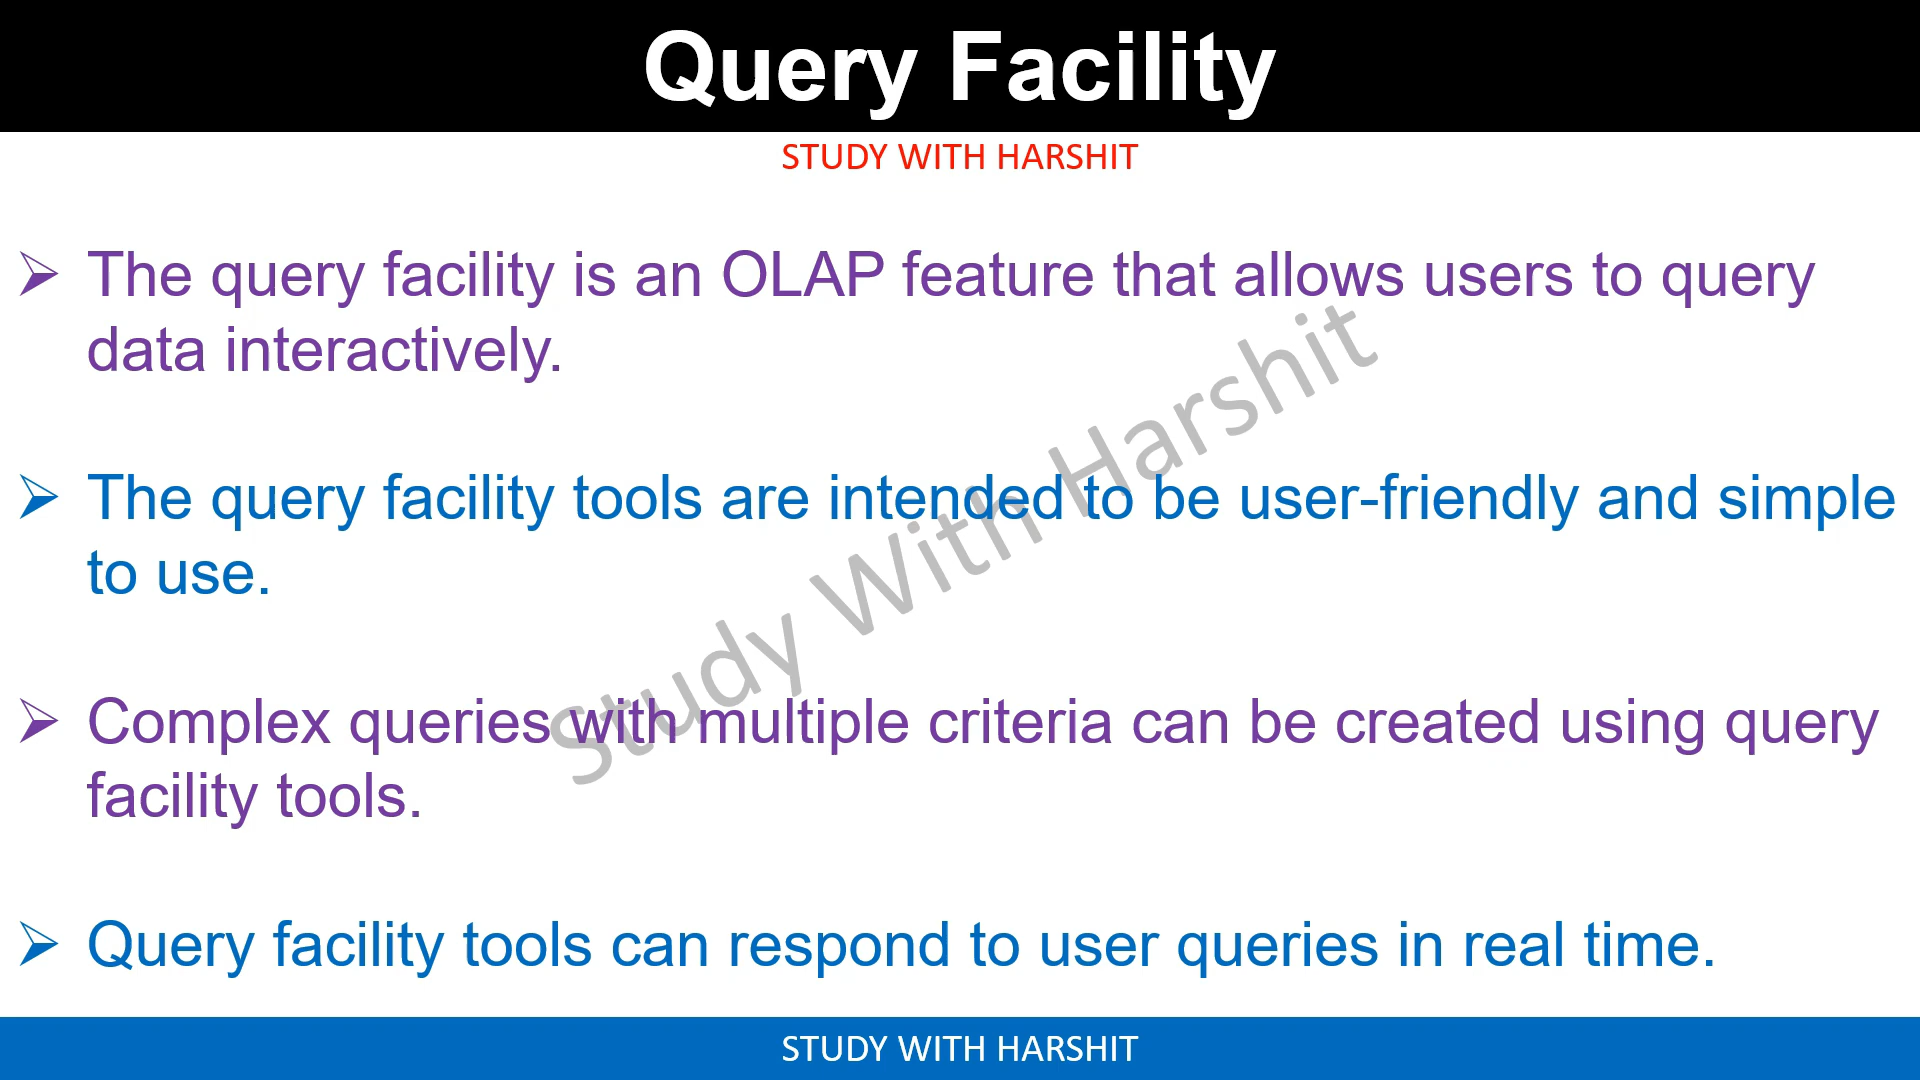 Query Facility
STUDY WITH HARSHIT
➢ The query facility is an OLAP feature that allows users to query
data interactively.
➢ The query facility tools are intended to be user-friendly and simple
to use.
➢ Complex queries with multiple criteria can be created using query
facility tools.
➢ Query facility tools can respond to user queries in real time.
Study With Harshit
STUDY WITH HARSHIT